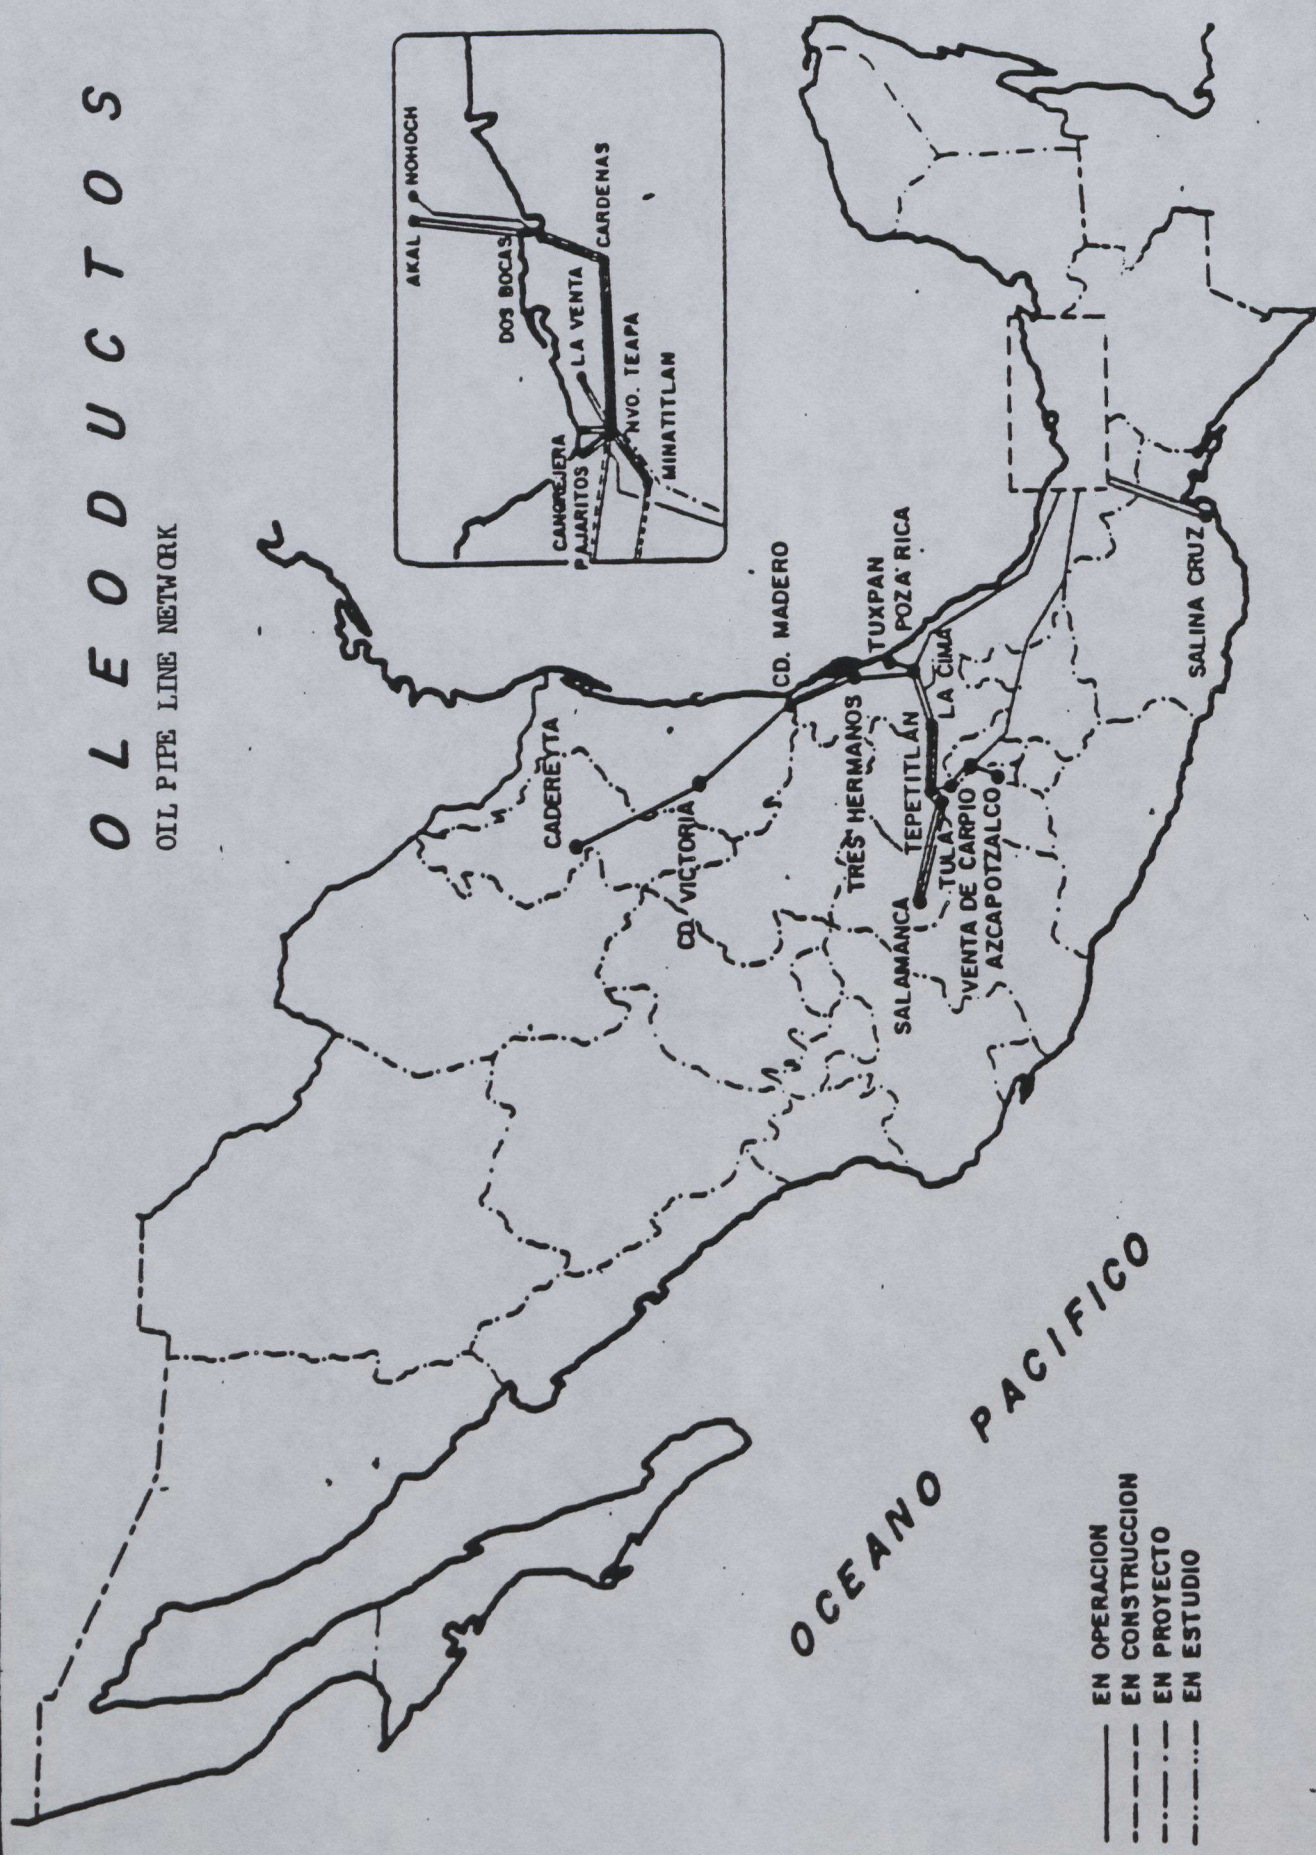 OLEODUCTOS
OIL PIPE LINE NETWORK
AKAL
NOHOCH
DOS BOCAS
LA VENTA
CARDENAS
CANGREJERA
PAJARITOS
NVO. TEAPA
MINATITLAN
CADEREYTA
CD. VICTORIA
CD. MADERO
TRES HERMANOS
TUXPAN
POZA RICA
TEPETITLÁN
LA CIMA
SALAMANCA
TULA
VENTA DE CARPIO
AZCAPOTZALCO
SALINA CRUZ
OCEANO PACIFICO
EN OPERACION
EN CONSTRUCCION
EN PROYECTO
EN ESTUDIO